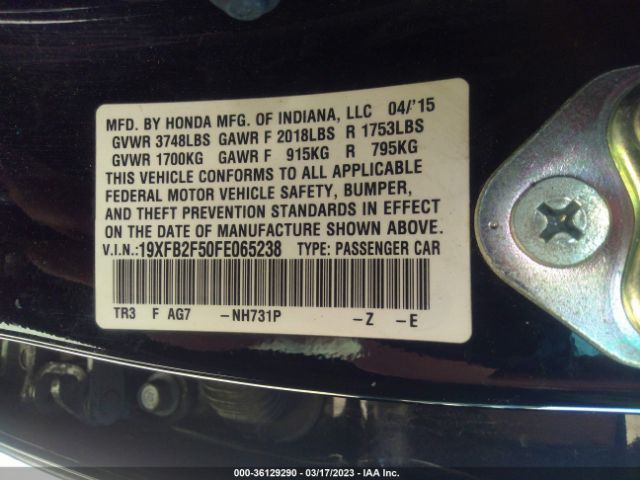 MFD. BY HONDA MFG. OF INDIANA, LLC 04/'15
GVWR 3748LBS GAWR F 2018LBS R 1753LBS
GVWR 1700KG GAWR F 915KG R 795KG
THIS VEHICLE CONFORMS TO ALL APPLICABLE
FEDERAL MOTOR VEHICLE SAFETY, BUMPER,
AND THEFT PREVENTION STANDARDS IN EFFECT
ON THE DATE OF MANUFACTURE SHOWN ABOVE.
V.I.N.:19XFB2F50FE065238 TYPE: PASSENGER CAR
TR3 F AG7 -NH731P -Z -E
000-36129290 - 03/17/2023 - IAA Inc.